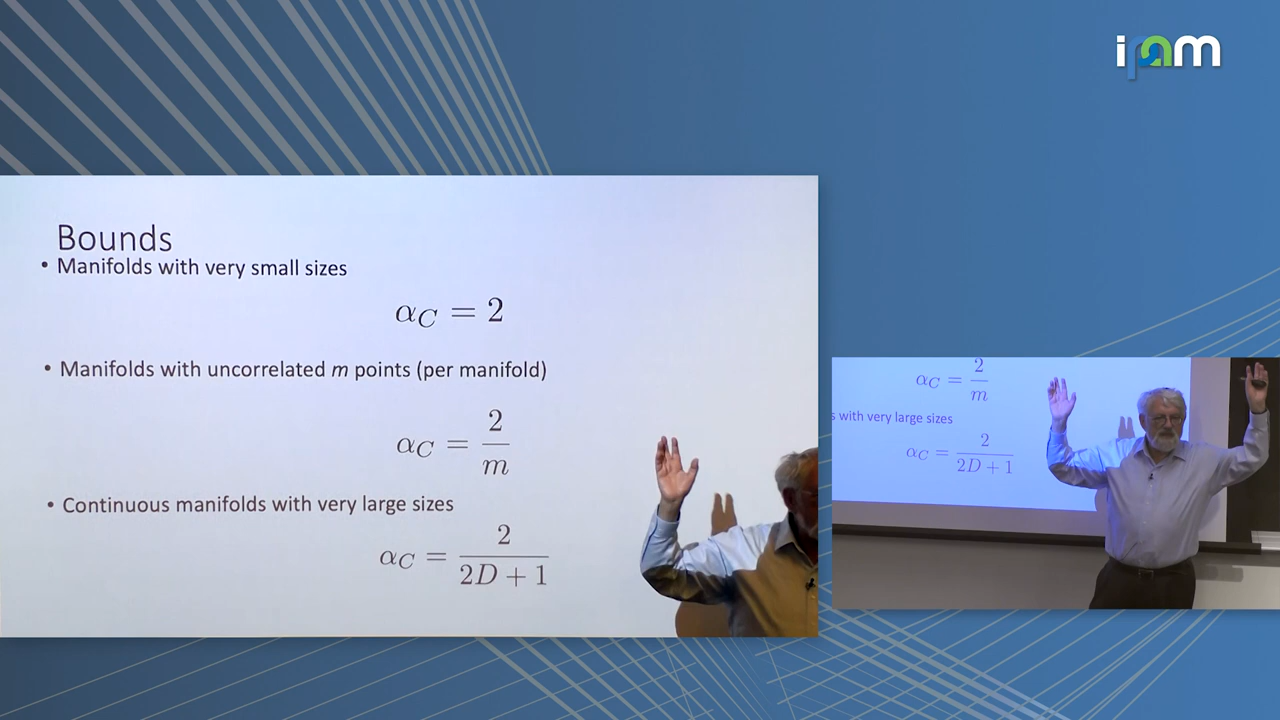 ipam
Bounds
• Manifolds with very small sizes
α_C = 2
• Manifolds with uncorrelated m points (per manifold)
α_C = 2/m
• Continuous manifolds with very large sizes
α_C = 2/(2D + 1)
α_C = 2/m
s with very large sizes
α_C = 2/(2D + 1)